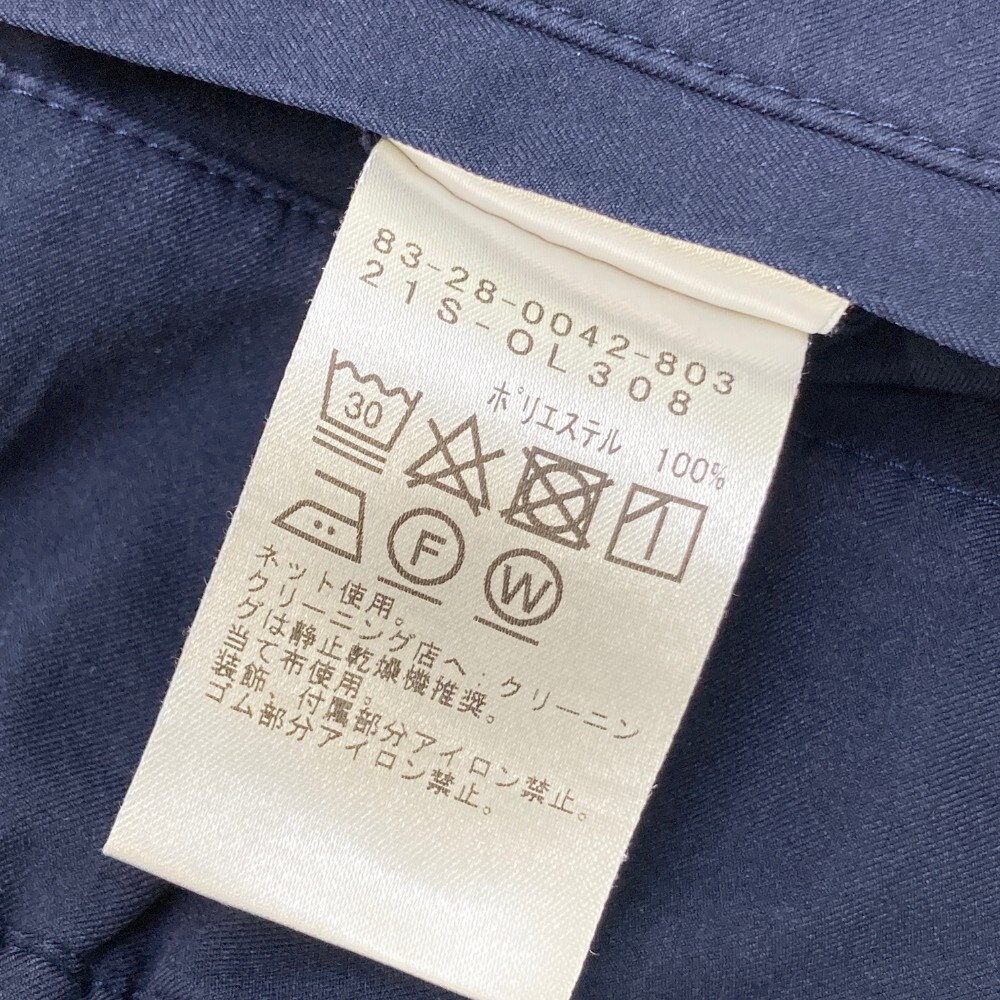 83-28-0042-803
21S-OL308
ポリエステル 100%
30
F
W
ネット使用。
クリーニング店へ:クリーニン
グは静止乾燥機推奨。
当て布使用。
装飾、付属部分アイロン禁止。
ゴム部分アイロン禁止。